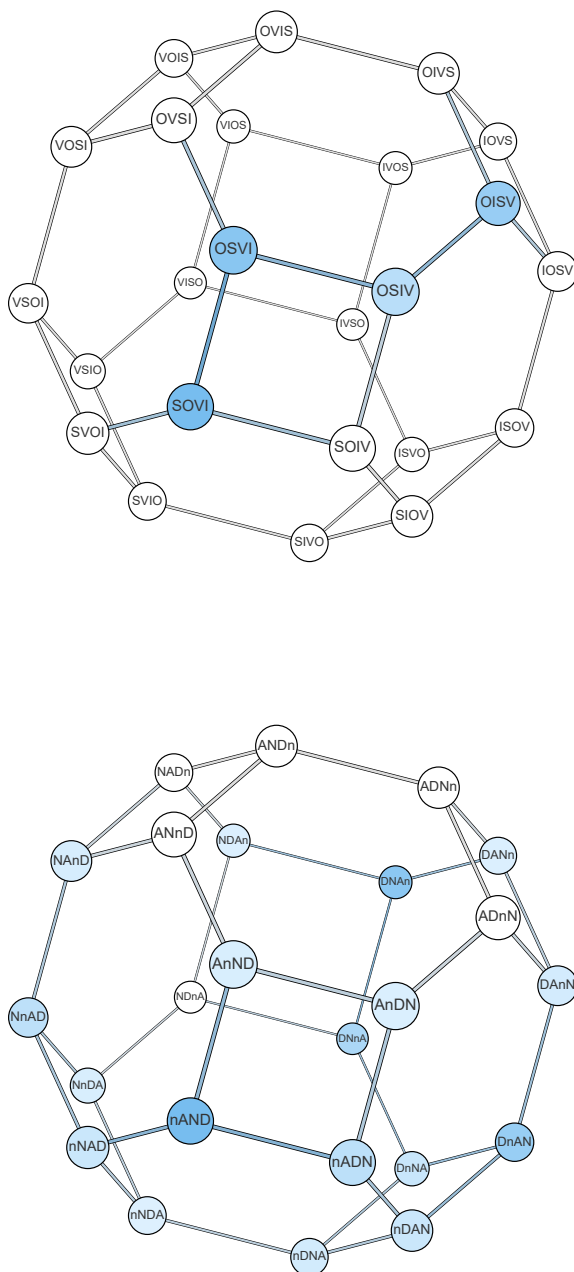 OVIS
VOIS
OIVS
OVSI
VIOS
VOSI
IOVS
IVOS
OISV
OSVI
IOSV
VISO
OSIV
VSOI
IVSO
VSIO
SOVI
ISOV
SVOI
SOIV
ISVO
SVIO
SIOV
SIVO
ANDn
NADn
ADNn
ANnD
NDAn
NAnD
DANn
DNAn
ADnN
AnND
DAnN
NDnA
AnDN
NnAD
DNnA
NnDA
nAND
DnAN
nNAD
nADN
DnNA
nNDA
nDAN
nDNA